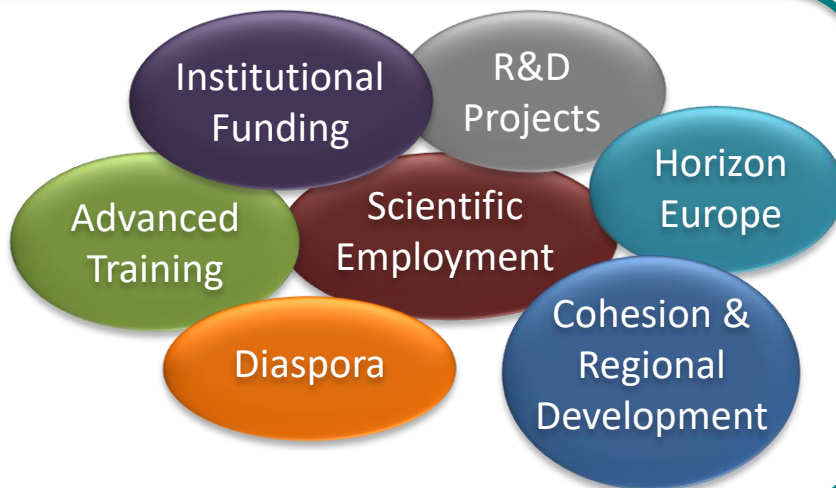 Institutional
Funding
R&D
Projects
Horizon
Europe
Advanced
Training
Scientific
Employment
Diaspora
Cohesion &
Regional
Development